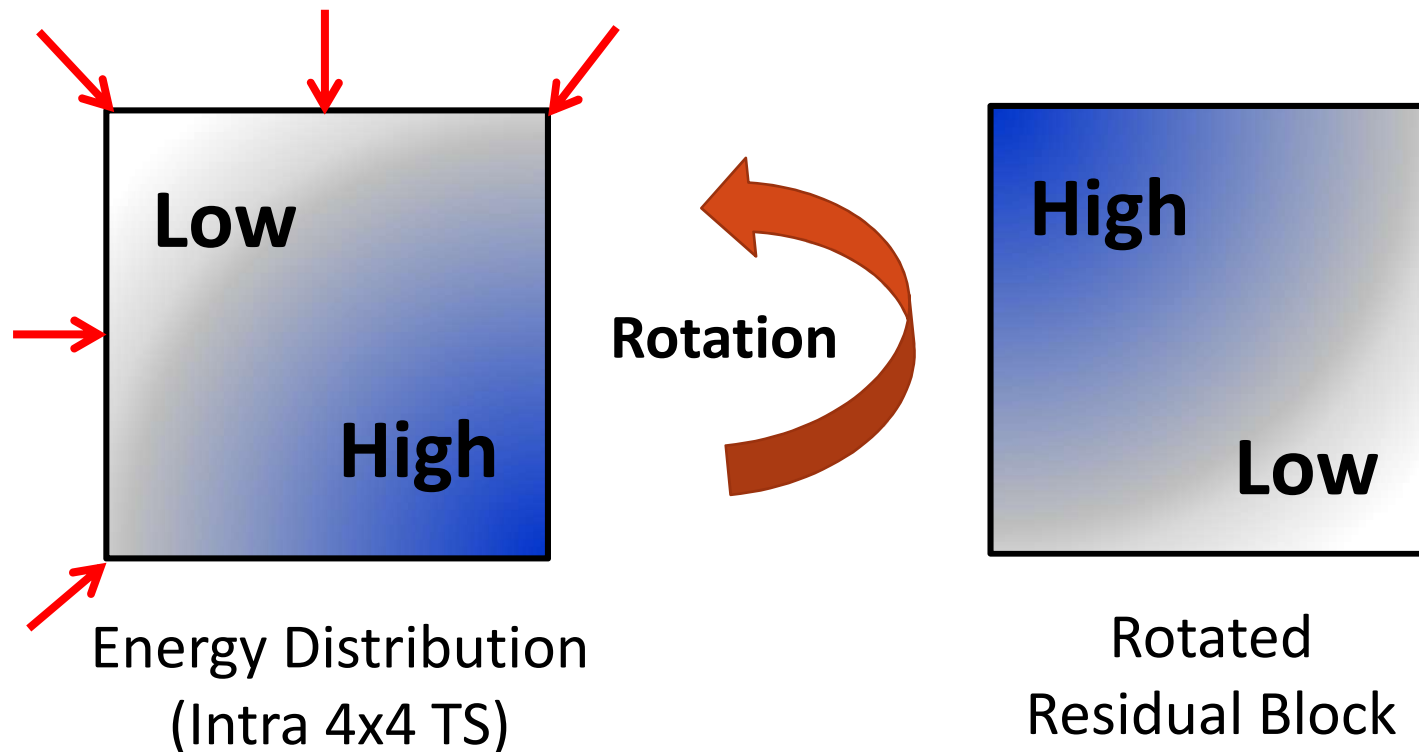 Low
High
Energy Distribution
(Intra 4x4 TS)
Rotation
High
Low
Rotated
Residual Block